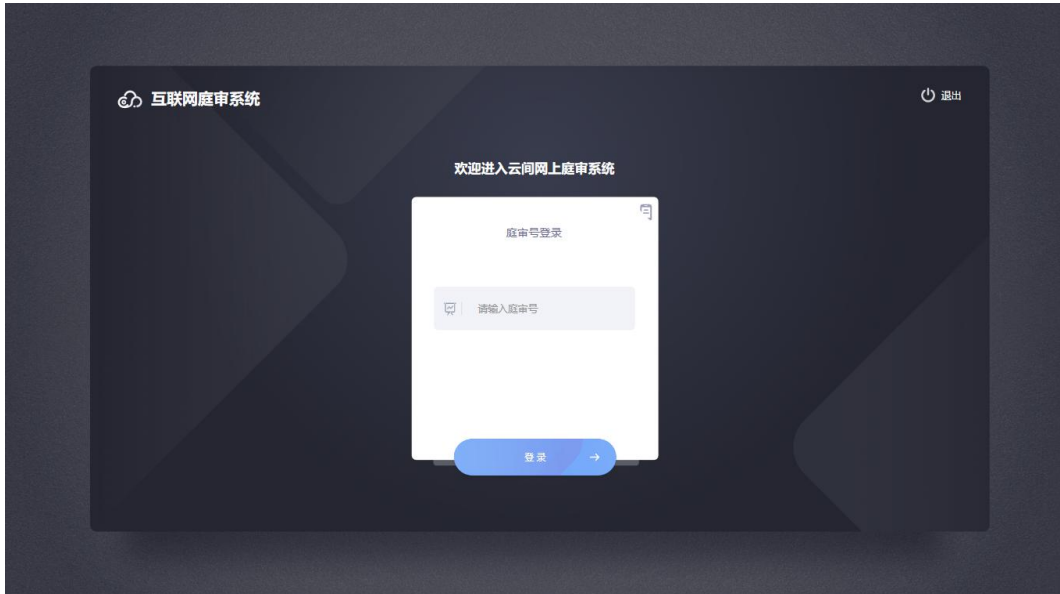 互联网庭审系统
退出
欢迎进入云间网上庭审系统
庭审号登录
请输入庭审号
登录